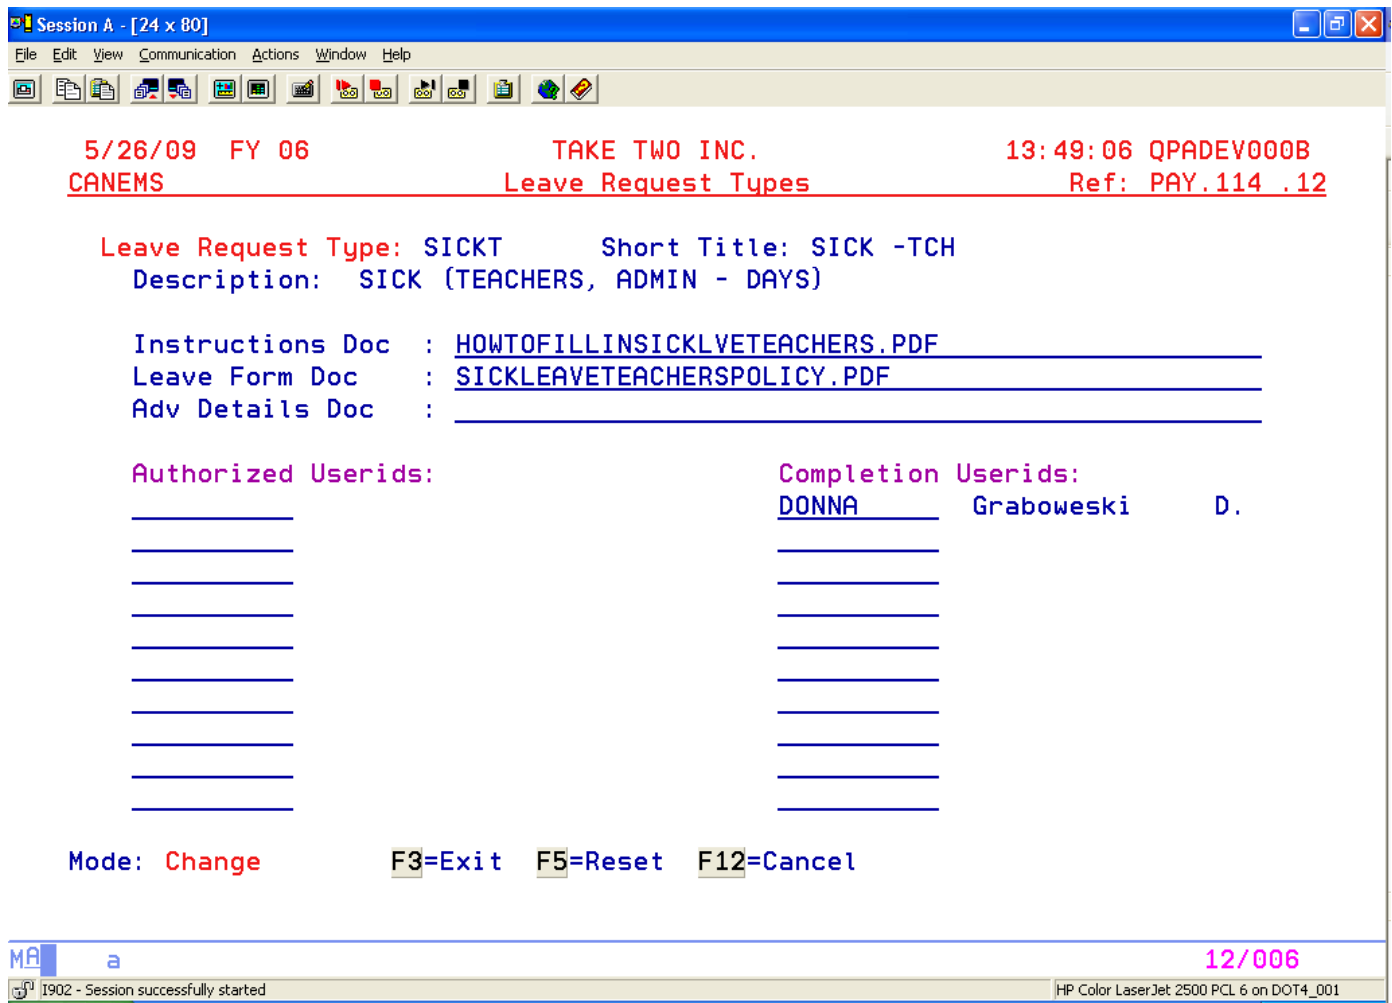 Session A - [24 x 80]
File Edit View Communication Actions Window Help
5/26/09 FY 06 TAKE TWO INC. 13:49:06 QPADEV000B
CANEMS Leave Request Types Ref: PAY.114 .12
Leave Request Type: SICKT Short Title: SICK -TCH
Description: SICK (TEACHERS, ADMIN - DAYS)
Instructions Doc : HOWTOFILLINSICKLVETEACHERS.PDF
Leave Form Doc : SICKLEAVETEACHERSPOLICY.PDF
Adv Details Doc :
Authorized Userids: Completion Userids:
DONNA Graboweski D.
Mode: Change F3=Exit F5=Reset F12=Cancel
MA a 12/006
I902 - Session successfully started HP Color LaserJet 2500 PCL 6 on DOT4_001